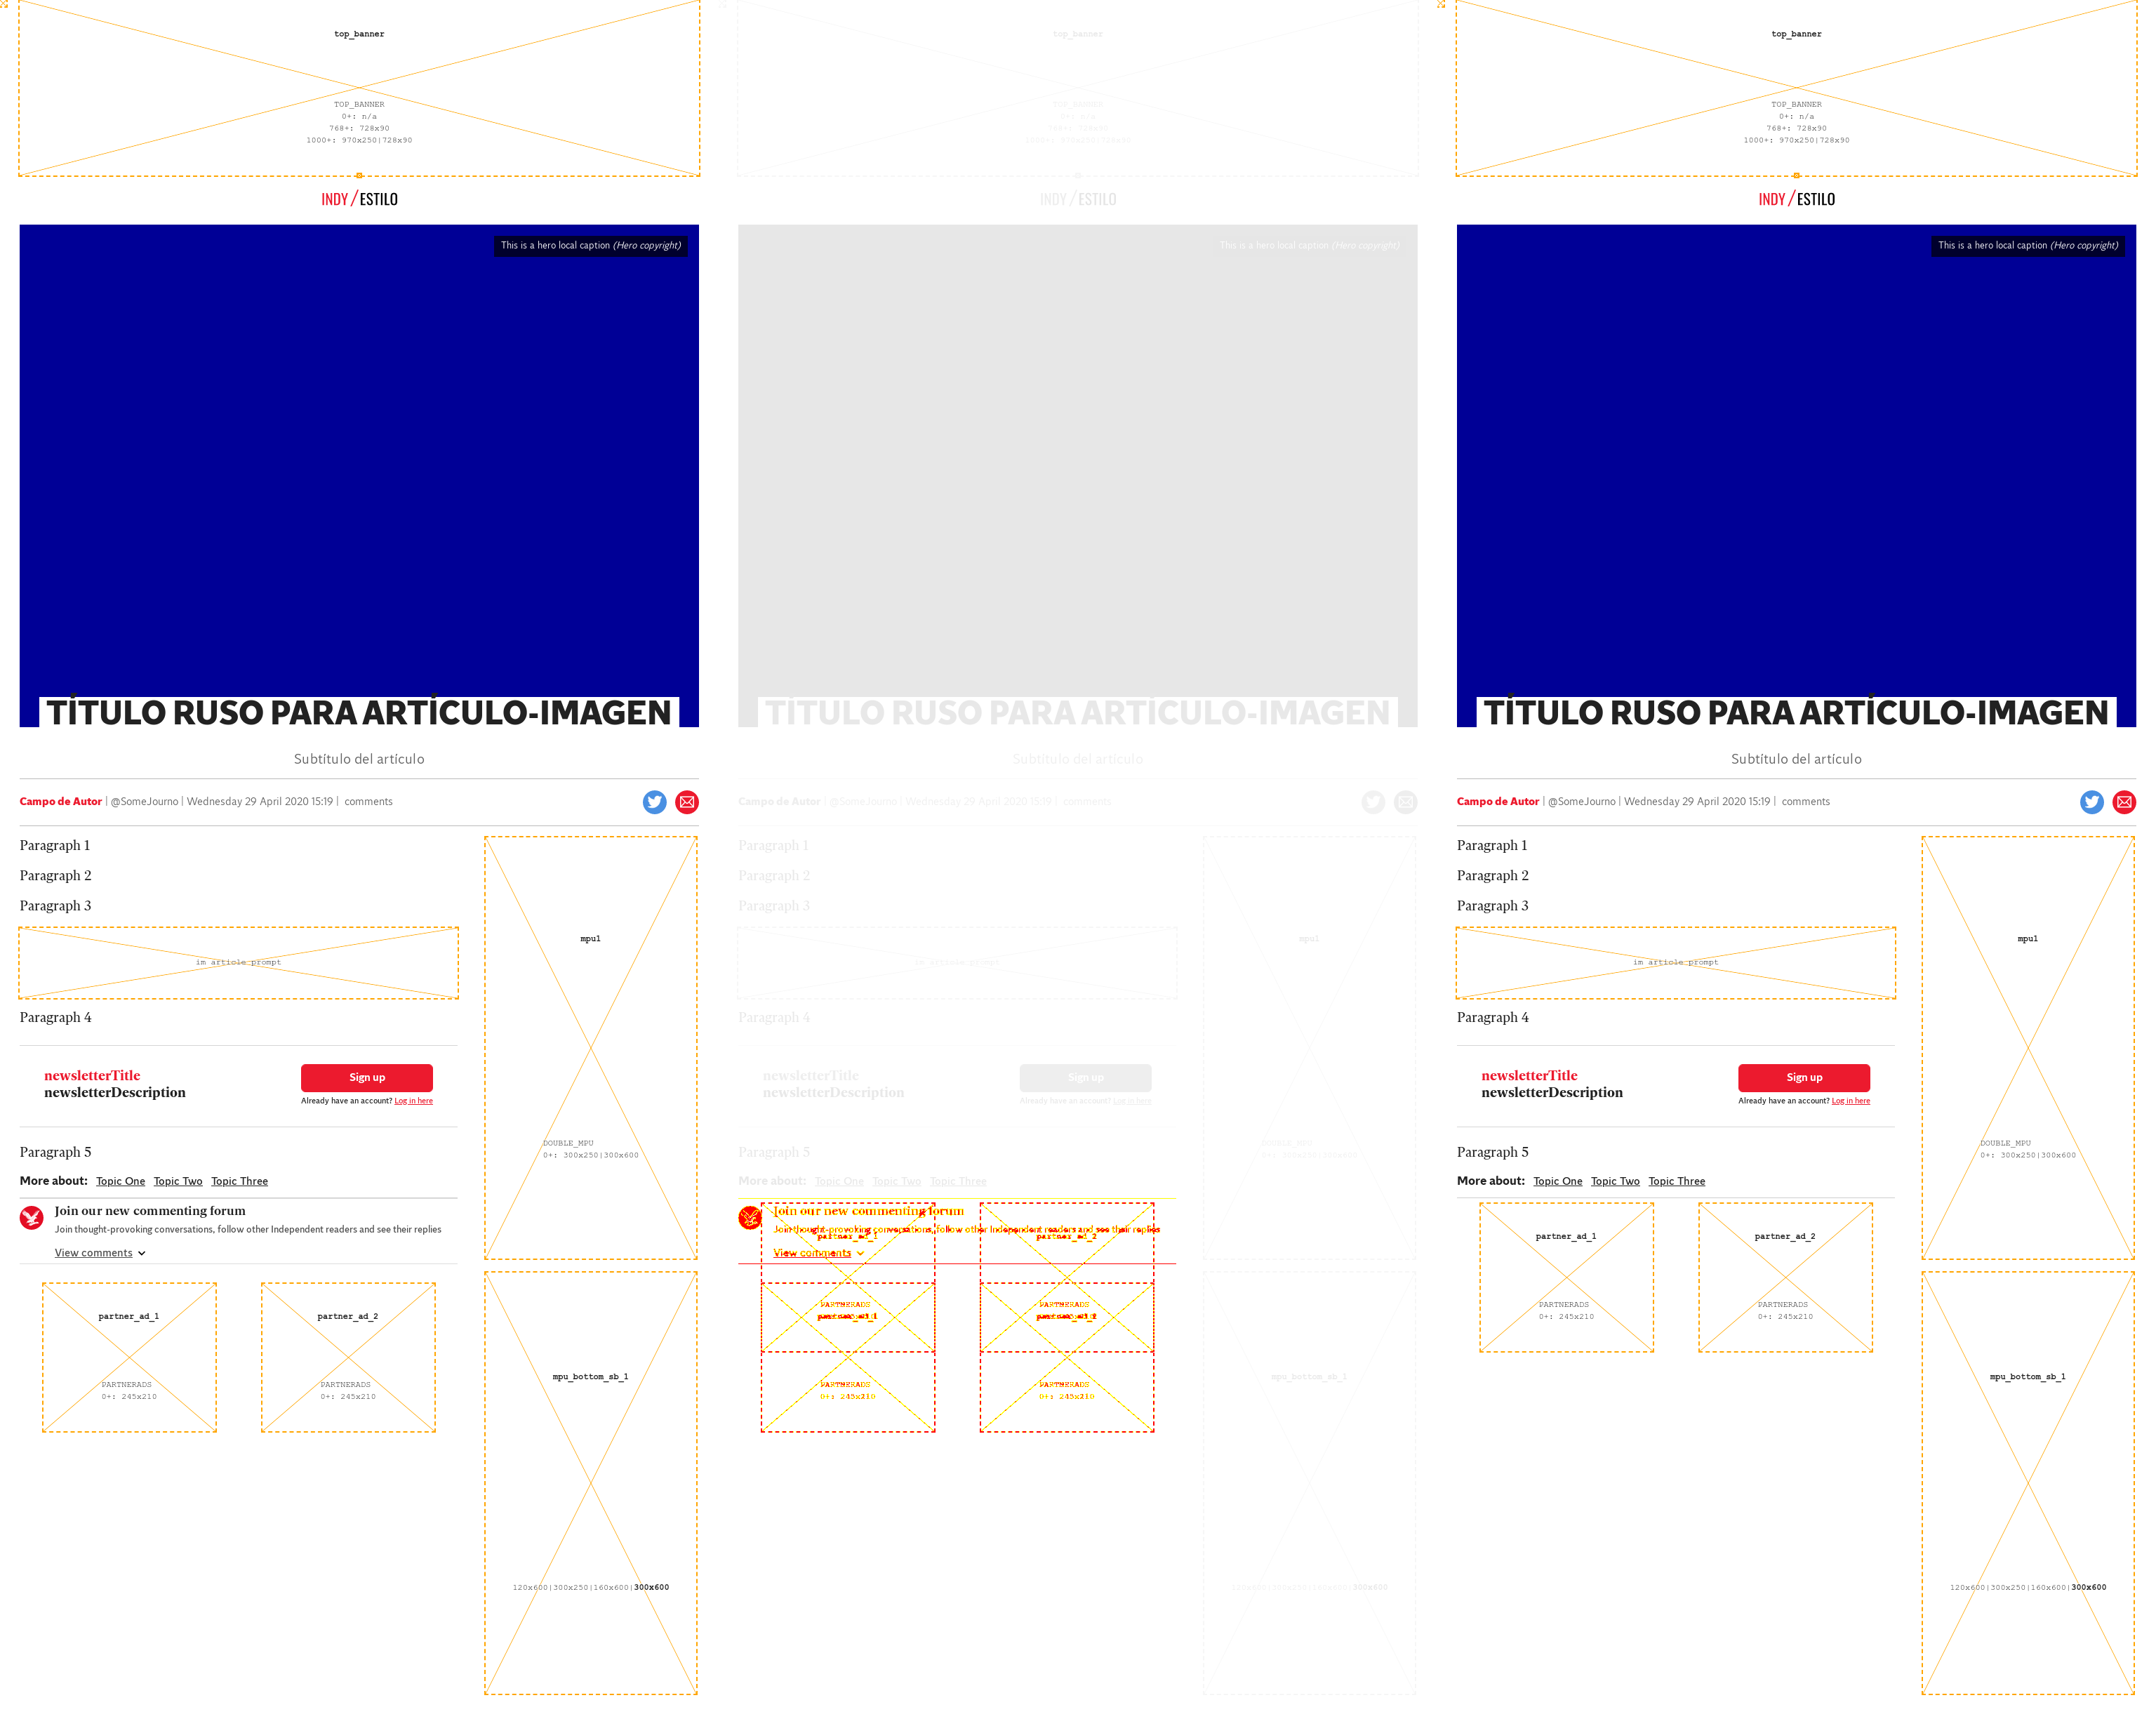 top_banner
TOP_BANNER
0+: n/a
768+: 728x90
1000+: 970x250|728x90
INDY/ESTILO
This is a hero local caption (Hero copyright)
TÍTULO RUSO PARA ARTÍCULO-IMAGEN
Subtítulo del artículo
Campo de Autor | @SomeJourno | Wednesday 29 April 2020 15:19 | comments
Paragraph 1
Paragraph 2
Paragraph 3
im article prompt
Paragraph 4
newsletterTitle
newsletterDescription
Sign up
Already have an account? Log in here
Paragraph 5
More about: Topic One Topic Two Topic Three
Join our new commenting forum
Join thought-provoking conversations, follow other Independent readers and see their replies
View comments
partner_ad_1
PARTNERADS
0+: 245x210
partner_ad_2
PARTNERADS
0+: 245x210
mpu1
DOUBLE_MPU
0+: 300x250|300x600
mpu_bottom_sb_1
120x600|300x250|160x600|300x600
top_banner
TOP_BANNER
0+: n/a
768+: 728x90
1000+: 970x250|728x90
INDY/ESTILO
This is a hero local caption (Hero copyright)
TÍTULO RUSO PARA ARTÍCULO-IMAGEN
Subtítulo del artículo
Campo de Autor | @SomeJourno | Wednesday 29 April 2020 15:19 | comments
Paragraph 1
Paragraph 2
Paragraph 3
im article prompt
Paragraph 4
newsletterTitle
newsletterDescription
Sign up
Already have an account? Log in here
Paragraph 5
More about: Topic One Topic Two Topic Three
Join our new commenting forum
Join thought-provoking conversations, follow other Independent readers and see their replies
View comments
partner_ad_1
partner_ad_2
PARTNERADS
PARTNERADS
PARTNERADS
0+: 245x210
PARTNERADS
0+: 245x210
mpu1
DOUBLE_MPU
0+: 300x250|300x600
mpu_bottom_sb_1
120x600|300x250|160x600|300x600
top_banner
TOP_BANNER
0+: n/a
768+: 728x90
1000+: 970x250|728x90
INDY/ESTILO
This is a hero local caption (Hero copyright)
TÍTULO RUSO PARA ARTÍCULO-IMAGEN
Subtítulo del artículo
Campo de Autor | @SomeJourno | Wednesday 29 April 2020 15:19 | comments
Paragraph 1
Paragraph 2
Paragraph 3
im article prompt
Paragraph 4
newsletterTitle
newsletterDescription
Sign up
Already have an account? Log in here
Paragraph 5
More about: Topic One Topic Two Topic Three
partner_ad_1
PARTNERADS
0+: 245x210
partner_ad_2
PARTNERADS
0+: 245x210
mpu1
DOUBLE_MPU
0+: 300x250|300x600
mpu_bottom_sb_1
120x600|300x250|160x600|300x600